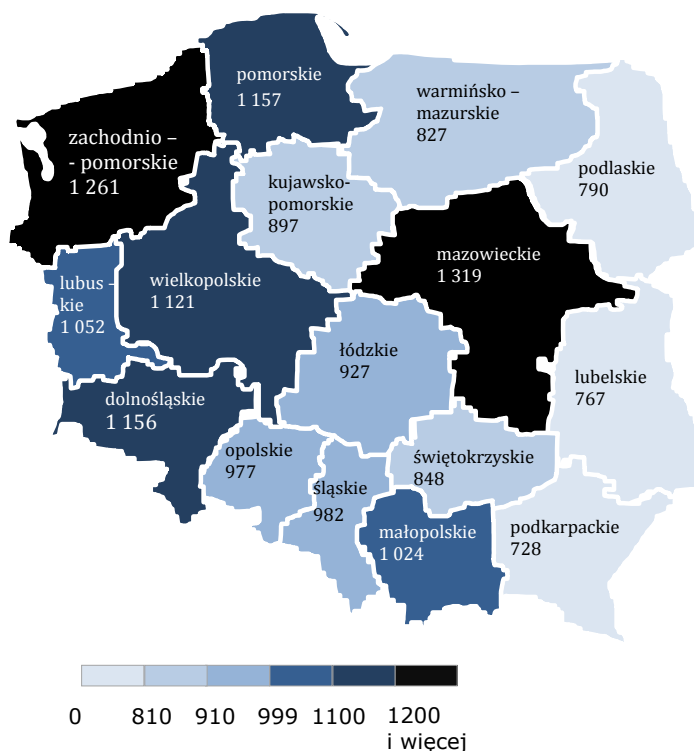 pomorskie
1 157
warmińsko –
mazurskie
827
zachodnio –
- pomorskie
1 261
podlaskie
790
kujawsko-
pomorskie
897
mazowieckie
1 319
lubus -
kie
1 052
wielkopolskie
1 121
łódzkie
927
lubelskie
767
dolnośląskie
1 156
opolskie
977
świętokrzyskie
848
śląskie
982
małopolskie
1 024
podkarpackie
728
0 810 910 999 1100 1200
i więcej